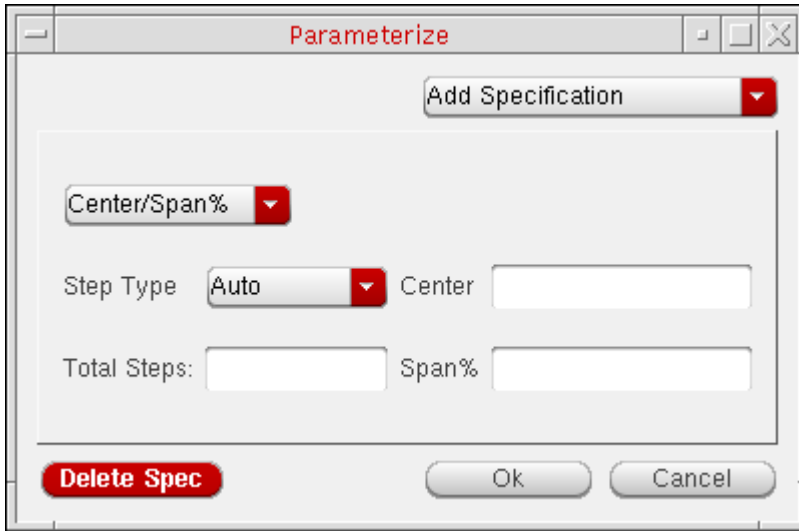 Parameterize
Add Specification
Center/Span%
Step Type Auto Center
Total Steps: Span%
Delete Spec Ok Cancel